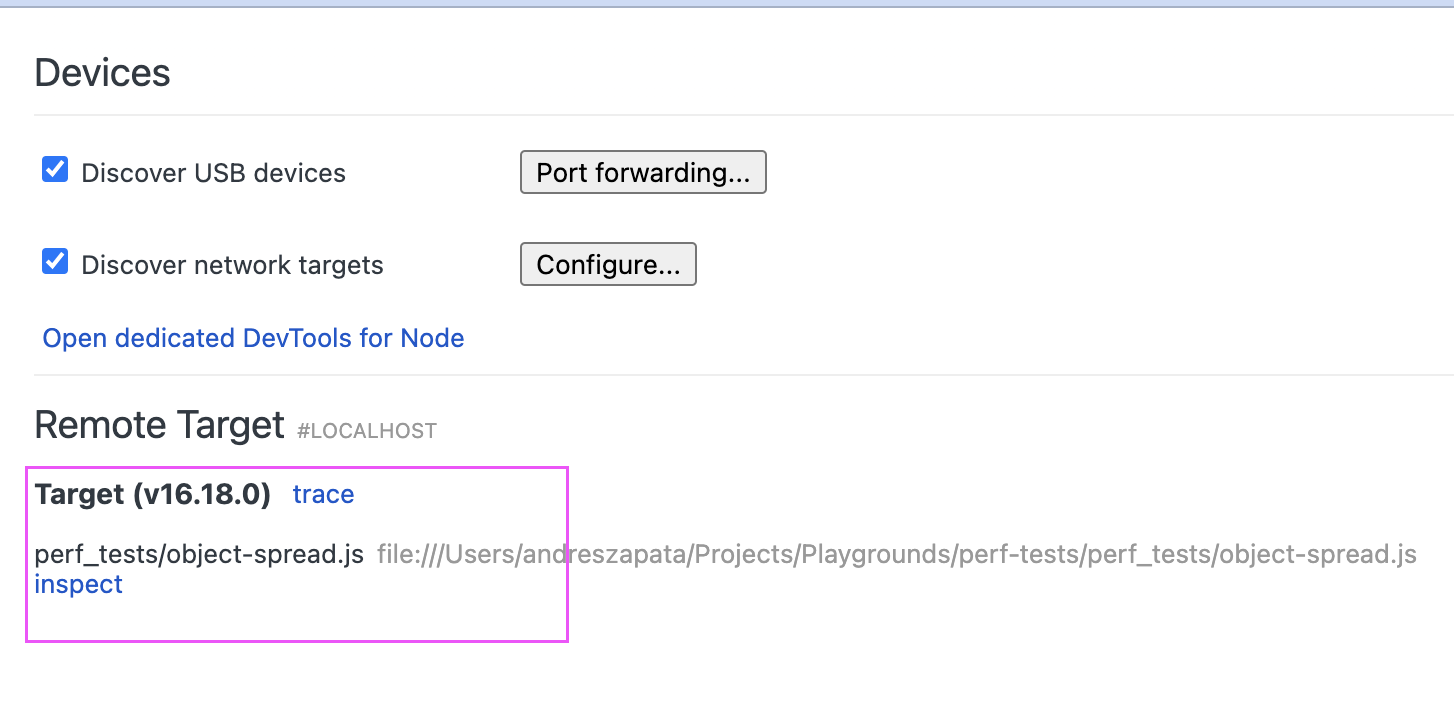 Devices
Discover USB devices Port forwarding...
Discover network targets Configure...
Open dedicated DevTools for Node
Remote Target #LOCALHOST
Target (v16.18.0) trace
perf_tests/object-spread.js file:///Users/andreszapata/Projects/Playgrounds/perf-tests/perf_tests/object-spread.js
inspect